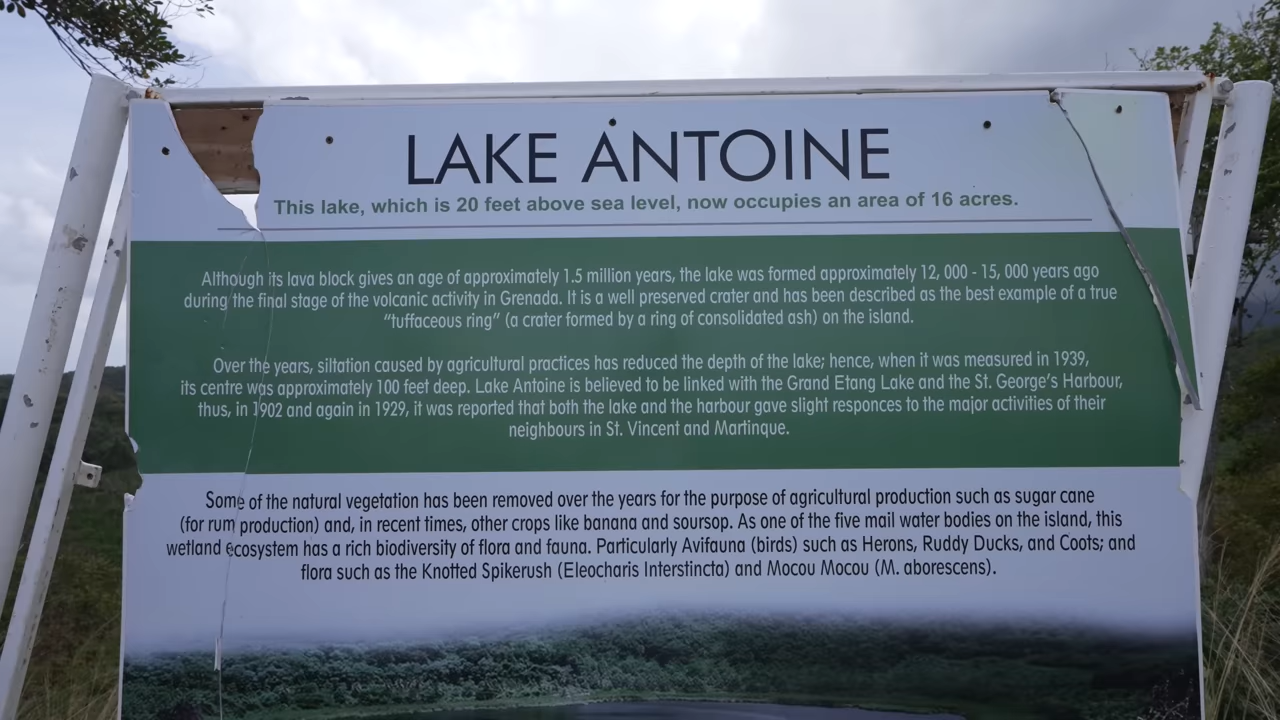 LAKE ANTOINE
This lake, which is 20 feet above sea level, now occupies an area of 16 acres.
Although its lava block gives an age of approximately 1.5 million years, the lake was formed approximately 12, 000 - 15, 000 years ago
during the final stage of the volcanic activity in Grenada. It is a well preserved crater and has been described as the best example of a true
“tuffaceous ring” (a crater formed by a ring of consolidated ash) on the island.
Over the years, siltation caused by agricultural practices has reduced the depth of the lake; hence, when it was measured in 1939,
its centre was approximately 100 feet deep. Lake Antoine is believed to be linked with the Grand Etang Lake and the St. George’s Harbour,
thus, in 1902 and again in 1929, it was reported that both the lake and the harbour gave slight responces to the major activities of their
neighbours in St. Vincent and Martinque.
Some of the natural vegetation has been removed over the years for the purpose of agricultural production such as sugar cane
(for rum production) and, in recent times, other crops like banana and soursop. As one of the five mail water bodies on the island, this
wetland ecosystem has a rich biodiversity of flora and fauna. Particularly Avifauna (birds) such as Herons, Ruddy Ducks, and Coots; and
flora such as the Knotted Spikerush (Eleocharis Interstincta) and Mocou Mocou (M. aborescens).